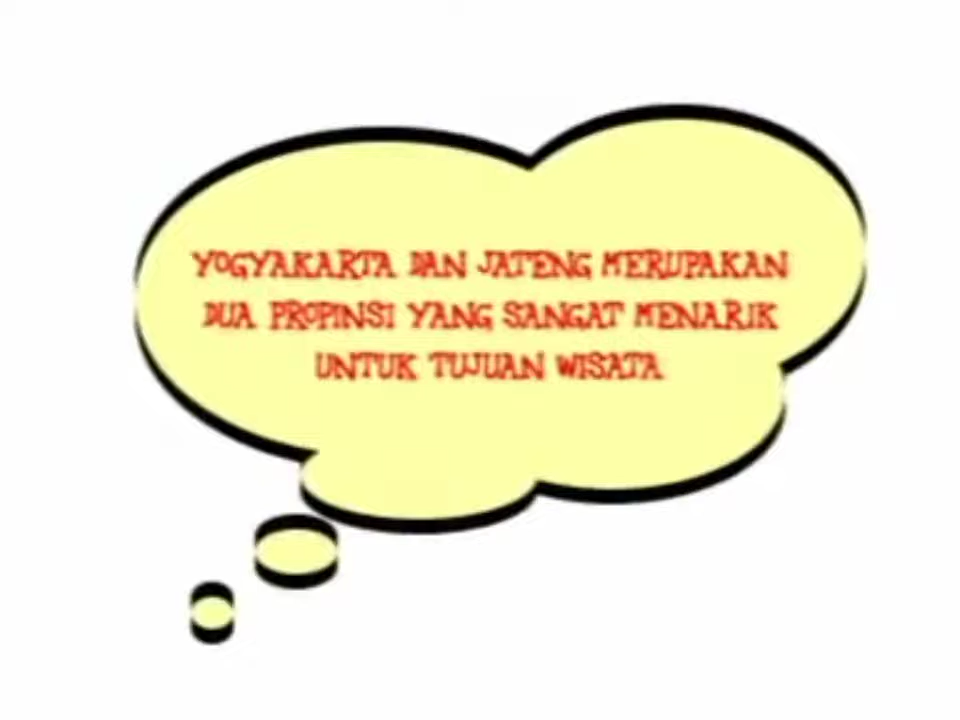 YOGYAKARTA DAN JATENG MERUPAKAN
DUA PROPINSI YANG SANGAT MENARIK
UNTUK TUJUAN WISATA